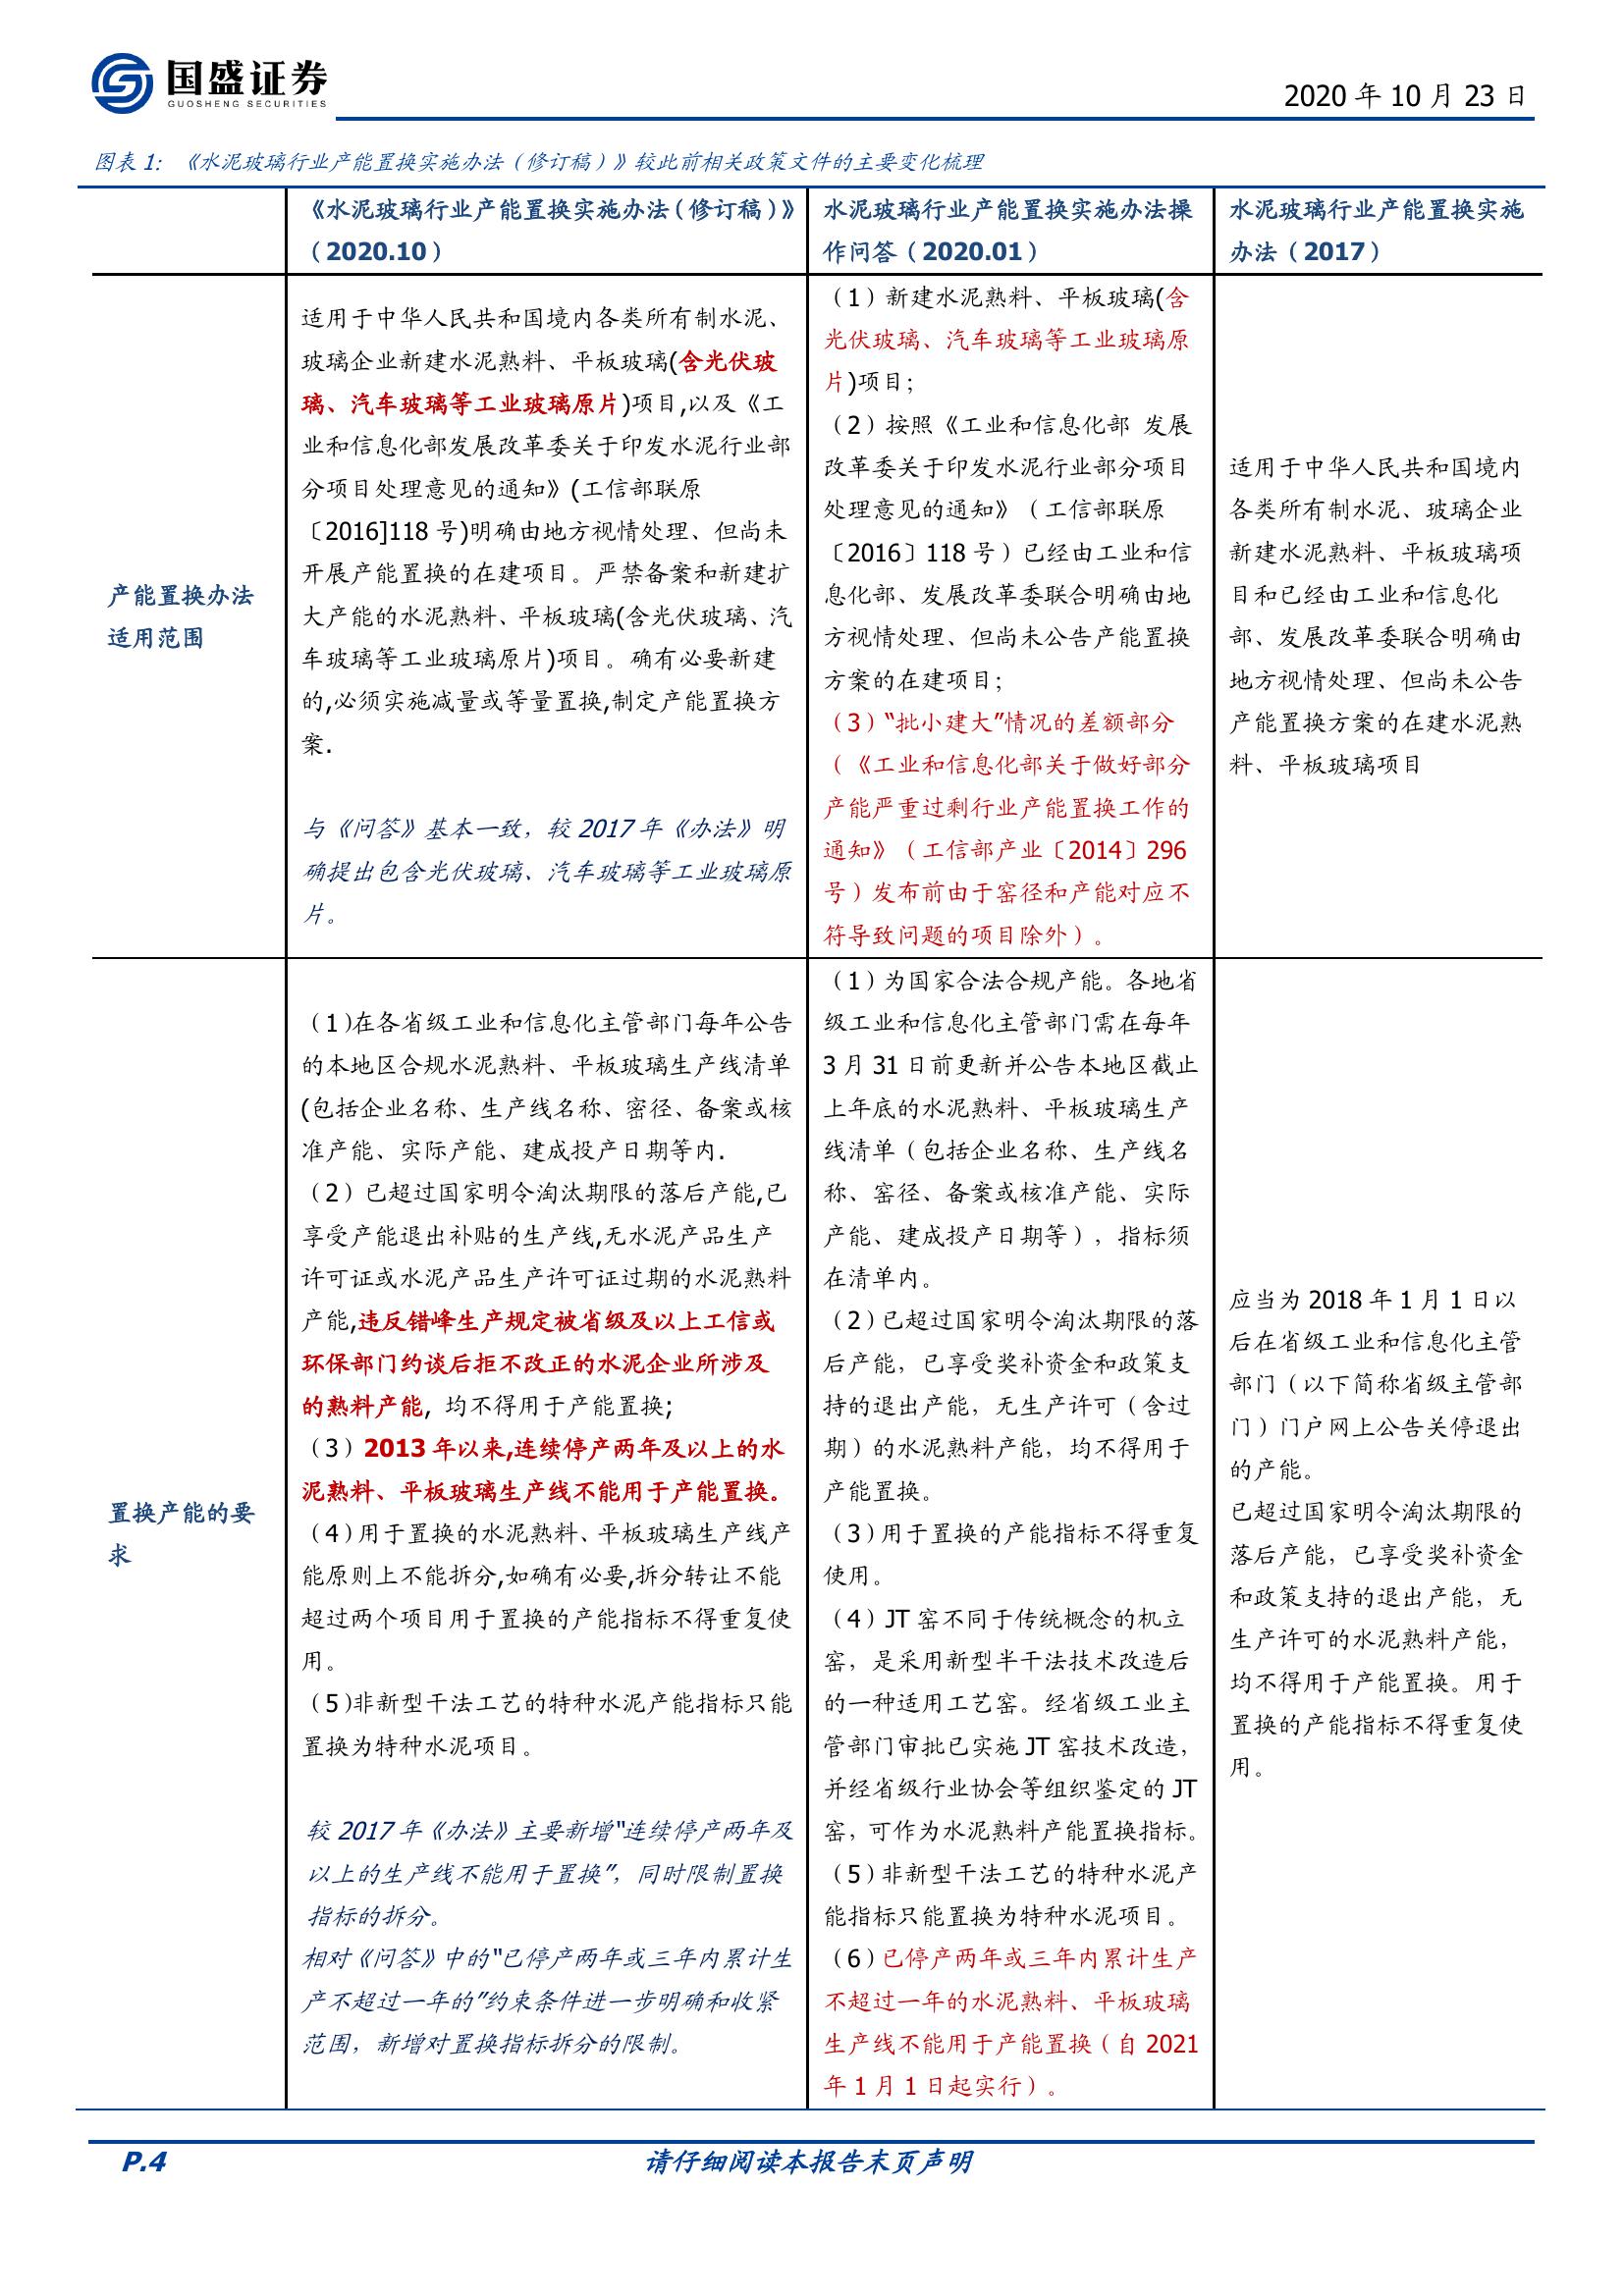 国盛证券
GUOSHENG SECURITIES
2020 年 10 月 23 日
图表 1: 《水泥玻璃行业产能置换实施办法（修订稿）》较此前相关政策文件的主要变化梳理
《水泥玻璃行业产能置换实施办法（修订稿）》
（2020.10）
水泥玻璃行业产能置换实施办法操
作问答（2020.01）
水泥玻璃行业产能置换实施
办法（2017）
产能置换办法
适用范围
适用于中华人民共和国境内各类所有制水泥、
玻璃企业新建水泥熟料、平板玻璃(含光伏玻
璃、汽车玻璃等工业玻璃原片)项目,以及《工
业和信息化部发展改革委关于印发水泥行业部
分项目处理意见的通知》(工信部联原
〔2016]118 号)明确由地方视情处理、但尚未
开展产能置换的在建项目。严禁备案和新建扩
大产能的水泥熟料、平板玻璃(含光伏玻璃、汽
车玻璃等工业玻璃原片)项目。确有必要新建
的,必须实施减量或等量置换,制定产能置换方
案.
与《问答》基本一致，较 2017 年《办法》明
确提出包含光伏玻璃、汽车玻璃等工业玻璃原
片。
（1）新建水泥熟料、平板玻璃(含
光伏玻璃、汽车玻璃等工业玻璃原
片)项目；
（2）按照《工业和信息化部 发展
改革委关于印发水泥行业部分项目
处理意见的通知》（工信部联原
〔2016〕118 号）已经由工业和信
息化部、发展改革委联合明确由地
方视情处理、但尚未公告产能置换
方案的在建项目；
（3）“批小建大”情况的差额部分
（《工业和信息化部关于做好部分
产能严重过剩行业产能置换工作的
通知》（工信部产业〔2014〕296
号）发布前由于窑径和产能对应不
符导致问题的项目除外）。
适用于中华人民共和国境内
各类所有制水泥、玻璃企业
新建水泥熟料、平板玻璃项
目和已经由工业和信息化
部、发展改革委联合明确由
地方视情处理、但尚未公告
产能置换方案的在建水泥熟
料、平板玻璃项目
置换产能的要
求
（1)在各省级工业和信息化主管部门每年公告
的本地区合规水泥熟料、平板玻璃生产线清单
(包括企业名称、生产线名称、密径、备案或核
准产能、实际产能、建成投产日期等内.
（2）已超过国家明令淘汰期限的落后产能,已
享受产能退出补贴的生产线,无水泥产品生产
许可证或水泥产品生产许可证过期的水泥熟料
产能,违反错峰生产规定被省级及以上工信或
环保部门约谈后拒不改正的水泥企业所涉及
的熟料产能，均不得用于产能置换;
（3）2013 年以来,连续停产两年及以上的水
泥熟料、平板玻璃生产线不能用于产能置换。
（4）用于置换的水泥熟料、平板玻璃生产线产
能原则上不能拆分,如确有必要,拆分转让不能
超过两个项目用于置换的产能指标不得重复使
用。
（5)非新型干法工艺的特种水泥产能指标只能
置换为特种水泥项目。
较 2017 年《办法》主要新增“连续停产两年及
以上的生产线不能用于置换”，同时限制置换
指标的拆分。
相对《问答》中的“已停产两年或三年内累计生
产不超过一年的”约束条件进一步明确和收紧
范围，新增对置换指标拆分的限制。
（1）为国家合法合规产能。各地省
级工业和信息化主管部门需在每年
3 月 31 日前更新并公告本地区截止
上年底的水泥熟料、平板玻璃生产
线清单（包括企业名称、生产线名
称、窑径、备案或核准产能、实际
产能、建成投产日期等），指标须
在清单内。
（2）已超过国家明令淘汰期限的落
后产能，已享受奖补资金和政策支
持的退出产能，无生产许可（含过
期）的水泥熟料产能，均不得用于
产能置换。
（3）用于置换的产能指标不得重复
使用。
（4）JT 窑不同于传统概念的机立
窑，是采用新型半干法技术改造后
的一种适用工艺窑。经省级工业主
管部门审批已实施 JT 窑技术改造，
并经省级行业协会等组织鉴定的 JT
窑，可作为水泥熟料产能置换指标。
（5）非新型干法工艺的特种水泥产
能指标只能置换为特种水泥项目。
（6）已停产两年或三年内累计生产
不超过一年的水泥熟料、平板玻璃
生产线不能用于产能置换（自 2021
年 1 月 1 日起实行）。
应当为 2018 年 1 月 1 日以
后在省级工业和信息化主管
部门（以下简称省级主管部
门）门户网上公告关停退出
的产能。
已超过国家明令淘汰期限的
落后产能，已享受奖补资金
和政策支持的退出产能，无
生产许可的水泥熟料产能，
均不得用于产能置换。用于
置换的产能指标不得重复使
用。
P.4
请仔细阅读本报告末页声明